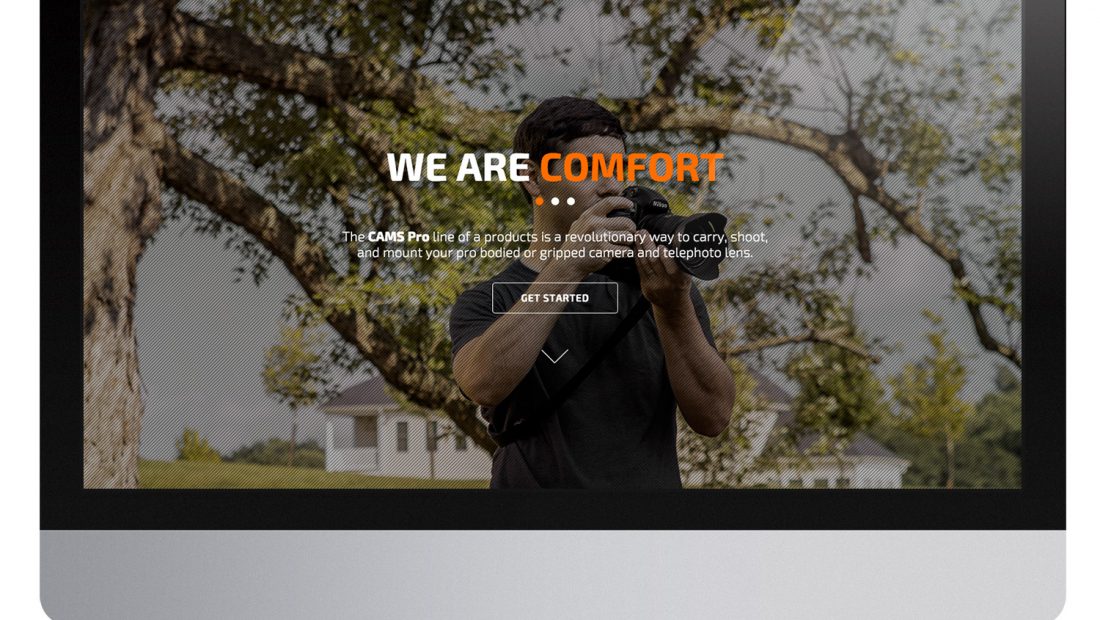 WE ARE COMFORT
Nikon
The CAMS Pro line of a products is a revolutionary way to carry, shoot,
and mount your pro bodied or gripped camera and telephoto lens.
GET STARTED